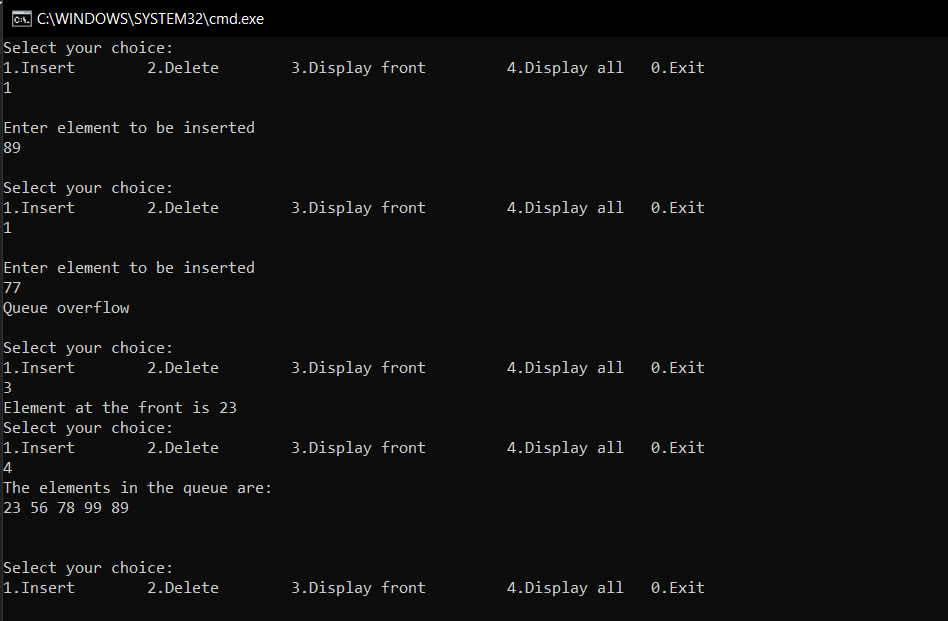 C:\WINDOWS\SYSTEM32\cmd.exe
Select your choice:
1.Insert        2.Delete        3.Display front         4.Display all   0.Exit
1
Enter element to be inserted
89
Select your choice:
1.Insert        2.Delete        3.Display front         4.Display all   0.Exit
1
Enter element to be inserted
77
Queue overflow
Select your choice:
1.Insert        2.Delete        3.Display front         4.Display all   0.Exit
3
Element at the front is 23
Select your choice:
1.Insert        2.Delete        3.Display front         4.Display all   0.Exit
4
The elements in the queue are:
23 56 78 99 89
Select your choice:
1.Insert        2.Delete        3.Display front         4.Display all   0.Exit